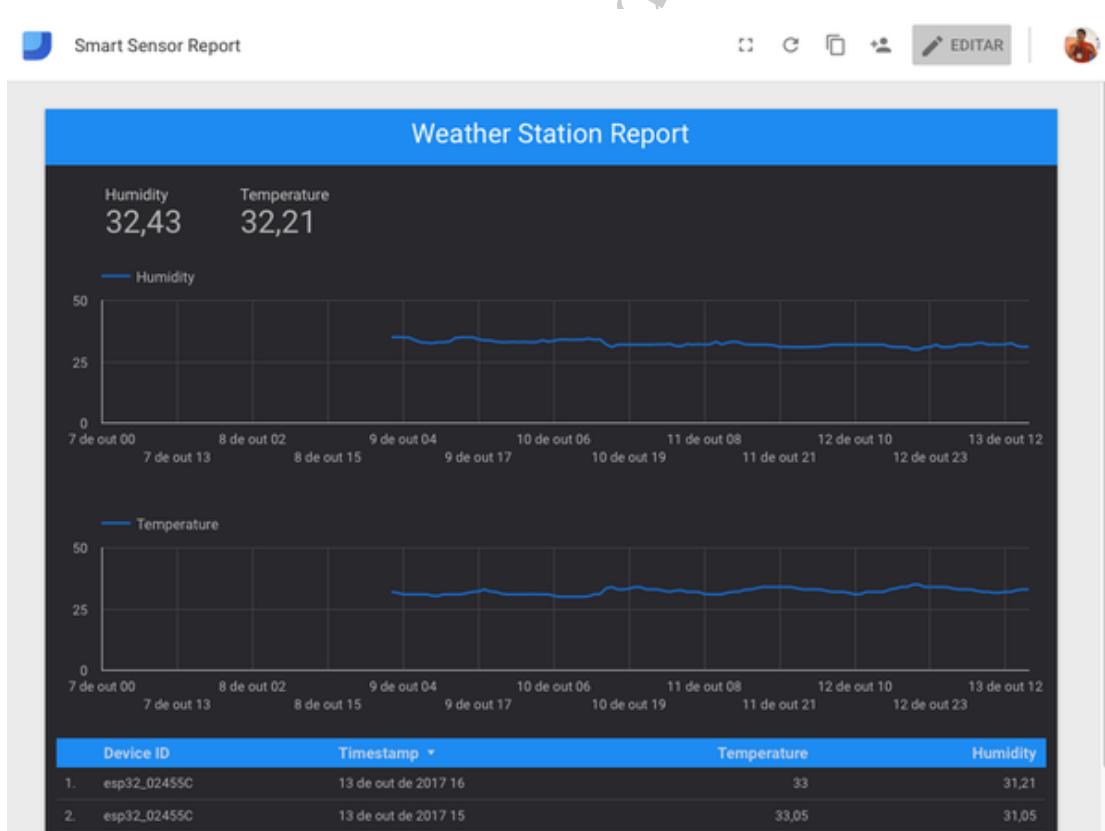 Smart Sensor Report
EDITAR
Weather Station Report
Humidity Temperature
32,43 32,21
Humidity
50
25
0
7 de out 00 8 de out 02 9 de out 04 10 de out 06 11 de out 08 12 de out 10 13 de out 12
7 de out 13 8 de out 15 9 de out 17 10 de out 19 11 de out 21 12 de out 23
Temperature
50
25
0
7 de out 00 8 de out 02 9 de out 04 10 de out 06 11 de out 08 12 de out 10 13 de out 12
7 de out 13 8 de out 15 9 de out 17 10 de out 19 11 de out 21 12 de out 23
Device ID Timestamp Temperature Humidity
1. esp32_02455C 13 de out de 2017 16 33 31,21
2. esp32_02455C 13 de out de 2017 15 33,05 31,05